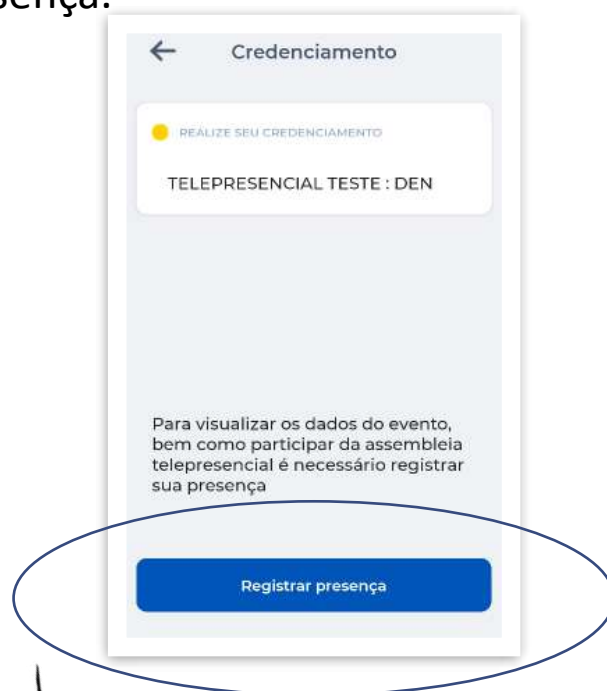 Credenciamento
REALIZE SEU CREDENCIAMENTO
TELEPRESENCIAL TESTE : DEN
Para visualizar os dados do evento,
bem como participar da assembleia
telepresencial é necessário registrar
sua presença
Registrar presença